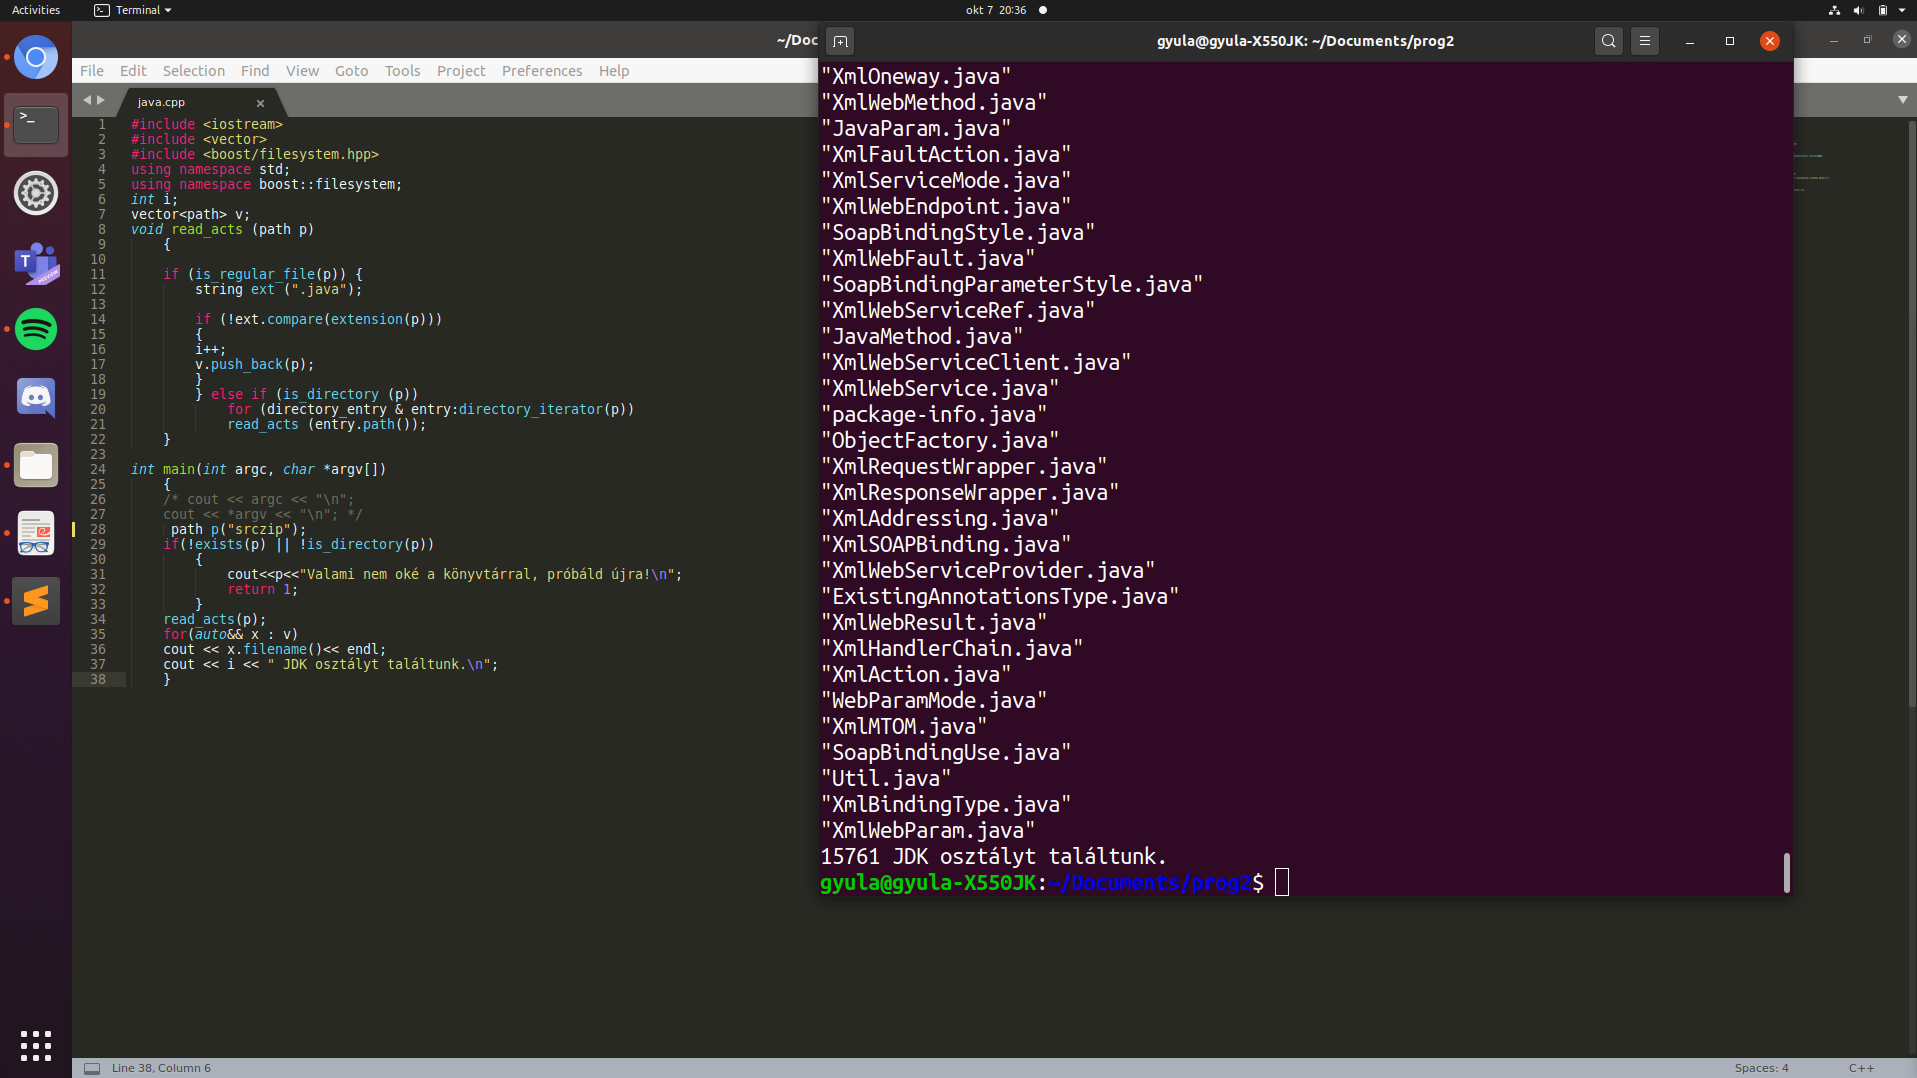 Activities
Terminal
okt 7 20:36
~/Doc
File Edit Selection Find View Goto Tools Project Preferences Help
java.cpp
1 #include <iostream>
2 #include <vector>
3 #include <boost/filesystem.hpp>
4 using namespace std;
5 using namespace boost::filesystem;
6 int i;
7 vector<path> v;
8 void read_acts (path p)
9 {
10
11 if (is_regular_file(p)) {
12 string ext (".java");
13
14 if (!ext.compare(extension(p)))
15 {
16 i++;
17 v.push_back(p);
18 }
19 } else if (is_directory (p))
20 for (directory_entry & entry:directory_iterator(p))
21 read_acts (entry.path());
22 }
23
24 int main(int argc, char *argv[])
25 {
26 /* cout << argc << "\n";
27 cout << *argv << "\n"; */
28 path p("srczip");
29 if(!exists(p) || !is_directory(p))
30 {
31 cout<<p<<"Valami nem oké a könyvtárral, próbáld újra!\n";
32 return 1;
33 }
34 read_acts(p);
35 for(auto&& x : v)
36 cout << x.filename()<< endl;
37 cout << i << " JDK osztályt találtunk.\n";
38 }
Line 38, Column 6
Spaces: 4
C++
gyula@gyula-X550JK: ~/Documents/prog2
"XmlOneway.java"
"XmlWebMethod.java"
"JavaParam.java"
"XmlFaultAction.java"
"XmlServiceMode.java"
"XmlWebEndpoint.java"
"SoapBindingStyle.java"
"XmlWebFault.java"
"SoapBindingParameterStyle.java"
"XmlWebServiceRef.java"
"JavaMethod.java"
"XmlWebServiceClient.java"
"XmlWebService.java"
"package-info.java"
"ObjectFactory.java"
"XmlRequestWrapper.java"
"XmlResponseWrapper.java"
"XmlAddressing.java"
"XmlSOAPBinding.java"
"XmlWebServiceProvider.java"
"ExistingAnnotationsType.java"
"XmlWebResult.java"
"XmlHandlerChain.java"
"XmlAction.java"
"WebParamMode.java"
"XmlMTOM.java"
"SoapBindingUse.java"
"Util.java"
"XmlBindingType.java"
"XmlWebParam.java"
15761 JDK osztályt találtunk.
gyula@gyula-X550JK:~/Documents/prog2$